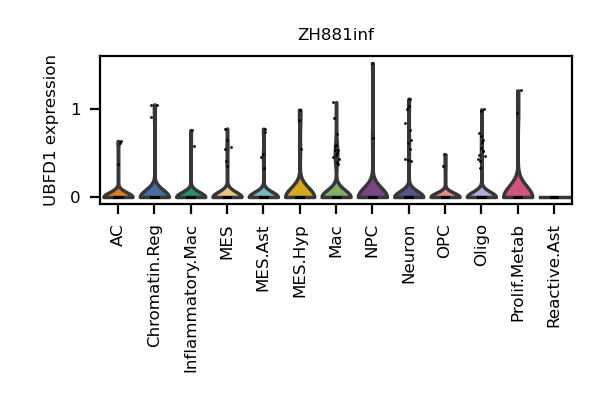 ZH881inf
UBFD1 expression
1
0
AC
Chromatin.Reg
Inflammatory.Mac
MES
MES.Ast
MES.Hyp
Mac
NPC
Neuron
OPC
Oligo
Prolif.Metab
Reactive.Ast